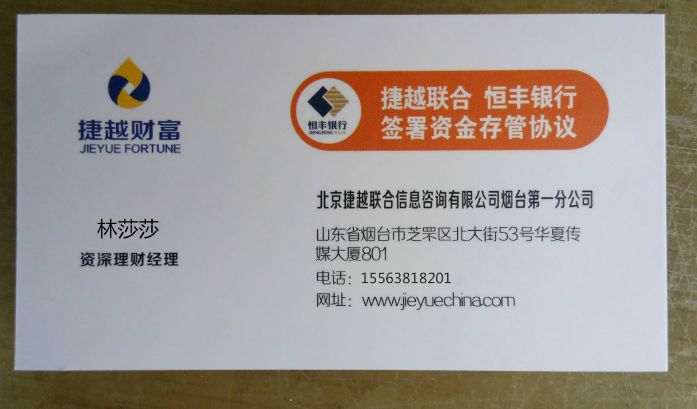 捷越财富
JIEYUE FORTUNE
林莎莎
资深理财经理
恒丰银行
HENGFENG BANK
捷越联合 恒丰银行
签署资金存管协议
北京捷越联合信息咨询有限公司烟台第一分公司
山东省烟台市芝罘区北大街53号华夏传
媒大厦801
电话：15563818201
网址：www.jieyuechina.com